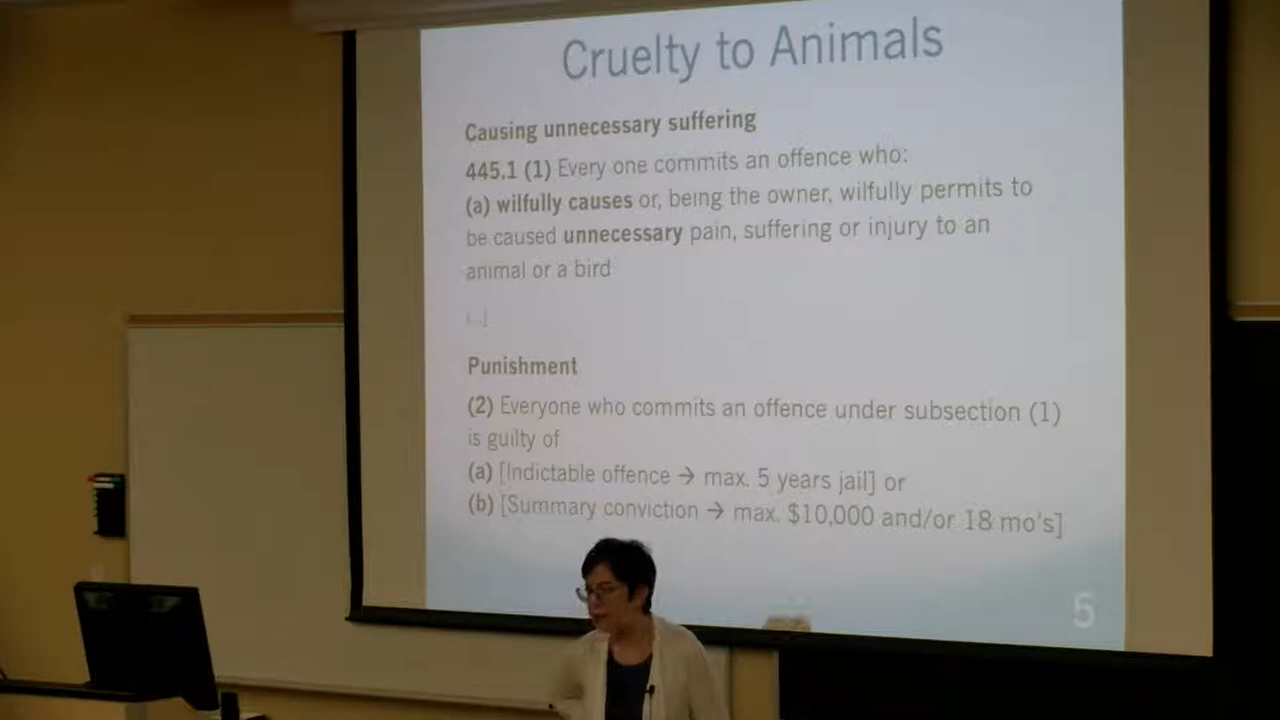 Cruelty to Animals
Causing unnecessary suffering
445.1 (1) Every one commits an offence who:
(a) wilfully causes or, being the owner, wilfully permits to
be caused unnecessary pain, suffering or injury to an
animal or a bird
[...]
Punishment
(2) Everyone who commits an offence under subsection (1)
is guilty of
(a) [Indictable offence → max. 5 years jail] or
(b) [Summary conviction → max. $10,000 and/or 18 mo's]
5